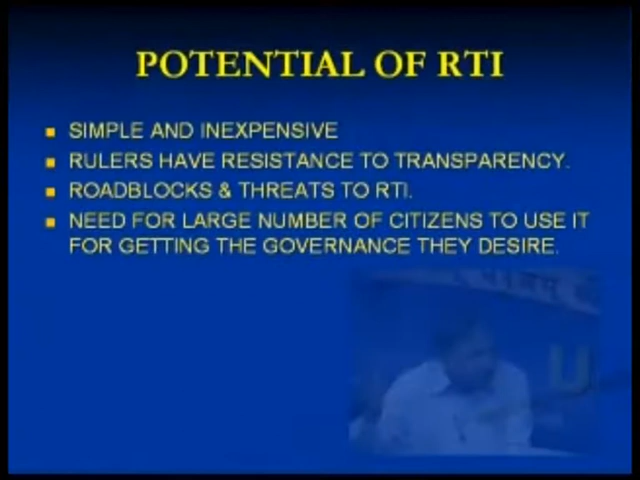 POTENTIAL OF RTI
SIMPLE AND INEXPENSIVE
RULERS HAVE RESISTANCE TO TRANSPARENCY.
ROADBLOCKS & THREATS TO RTI.
NEED FOR LARGE NUMBER OF CITIZENS TO USE IT
FOR GETTING THE GOVERNANCE THEY DESIRE.
U